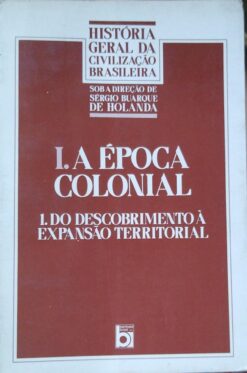 HISTÓRIA
GERAL DA
CIVILIZAÇÃO
BRASILEIRA
SOB A DIREÇÃO DE
SÉRGIO BUARQUE
DE HOLANDA
I. A ÉPOCA
COLONIAL
1. DO DESCOBRIMENTO À
EXPANSÃO TERRITORIAL